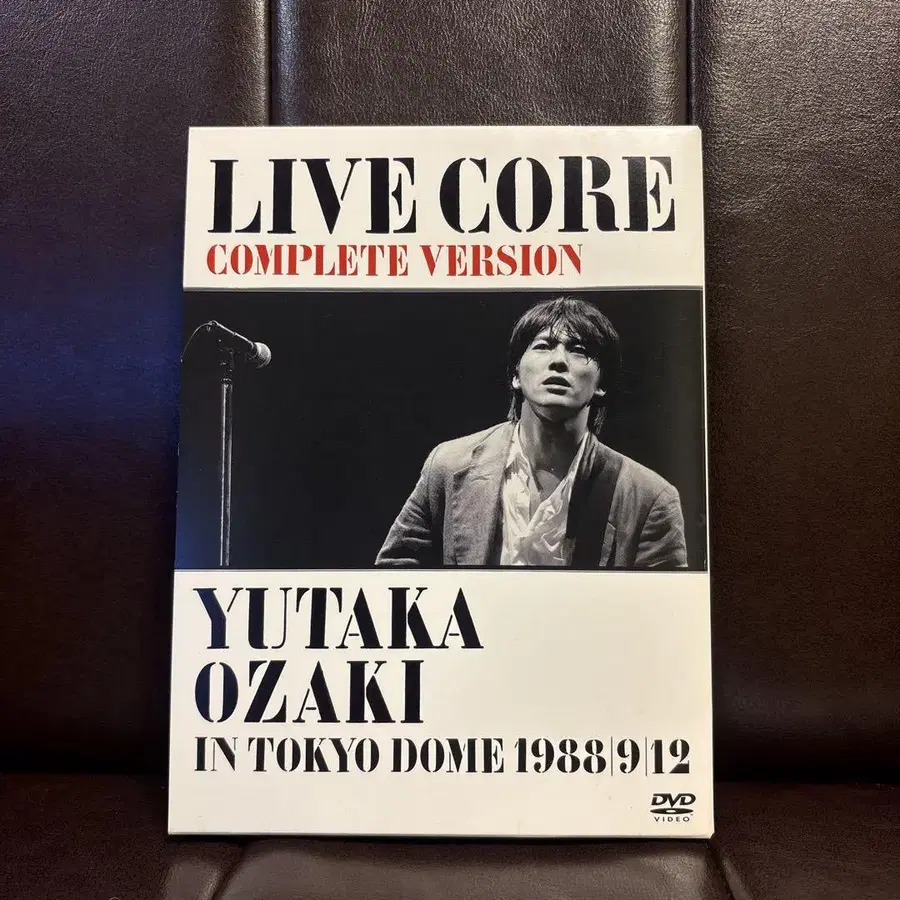 LIVE CORE
COMPLETE VERSION
YUTAKA
OZAKI
IN TOKYO DOME 1988|9|12
DVD
VIDEO